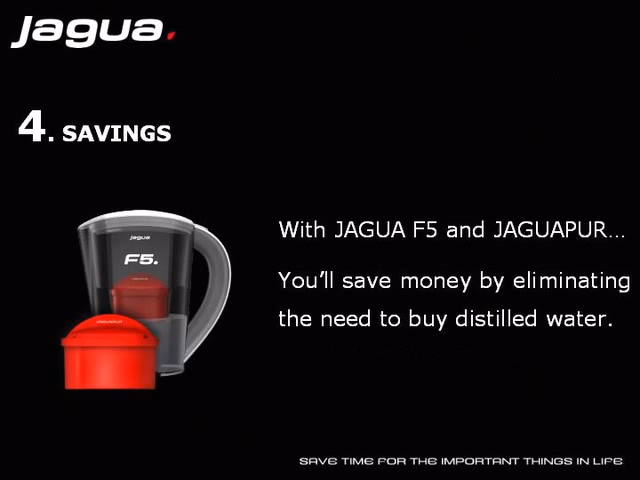 Jagua.
4. SAVINGS
jagua
F5.
With JAGUA F5 and JAGUAPUR...
You'll save money by eliminating
the need to buy distilled water.
SAVE TIME FOR THE IMPORTANT THINGS IN LIFE